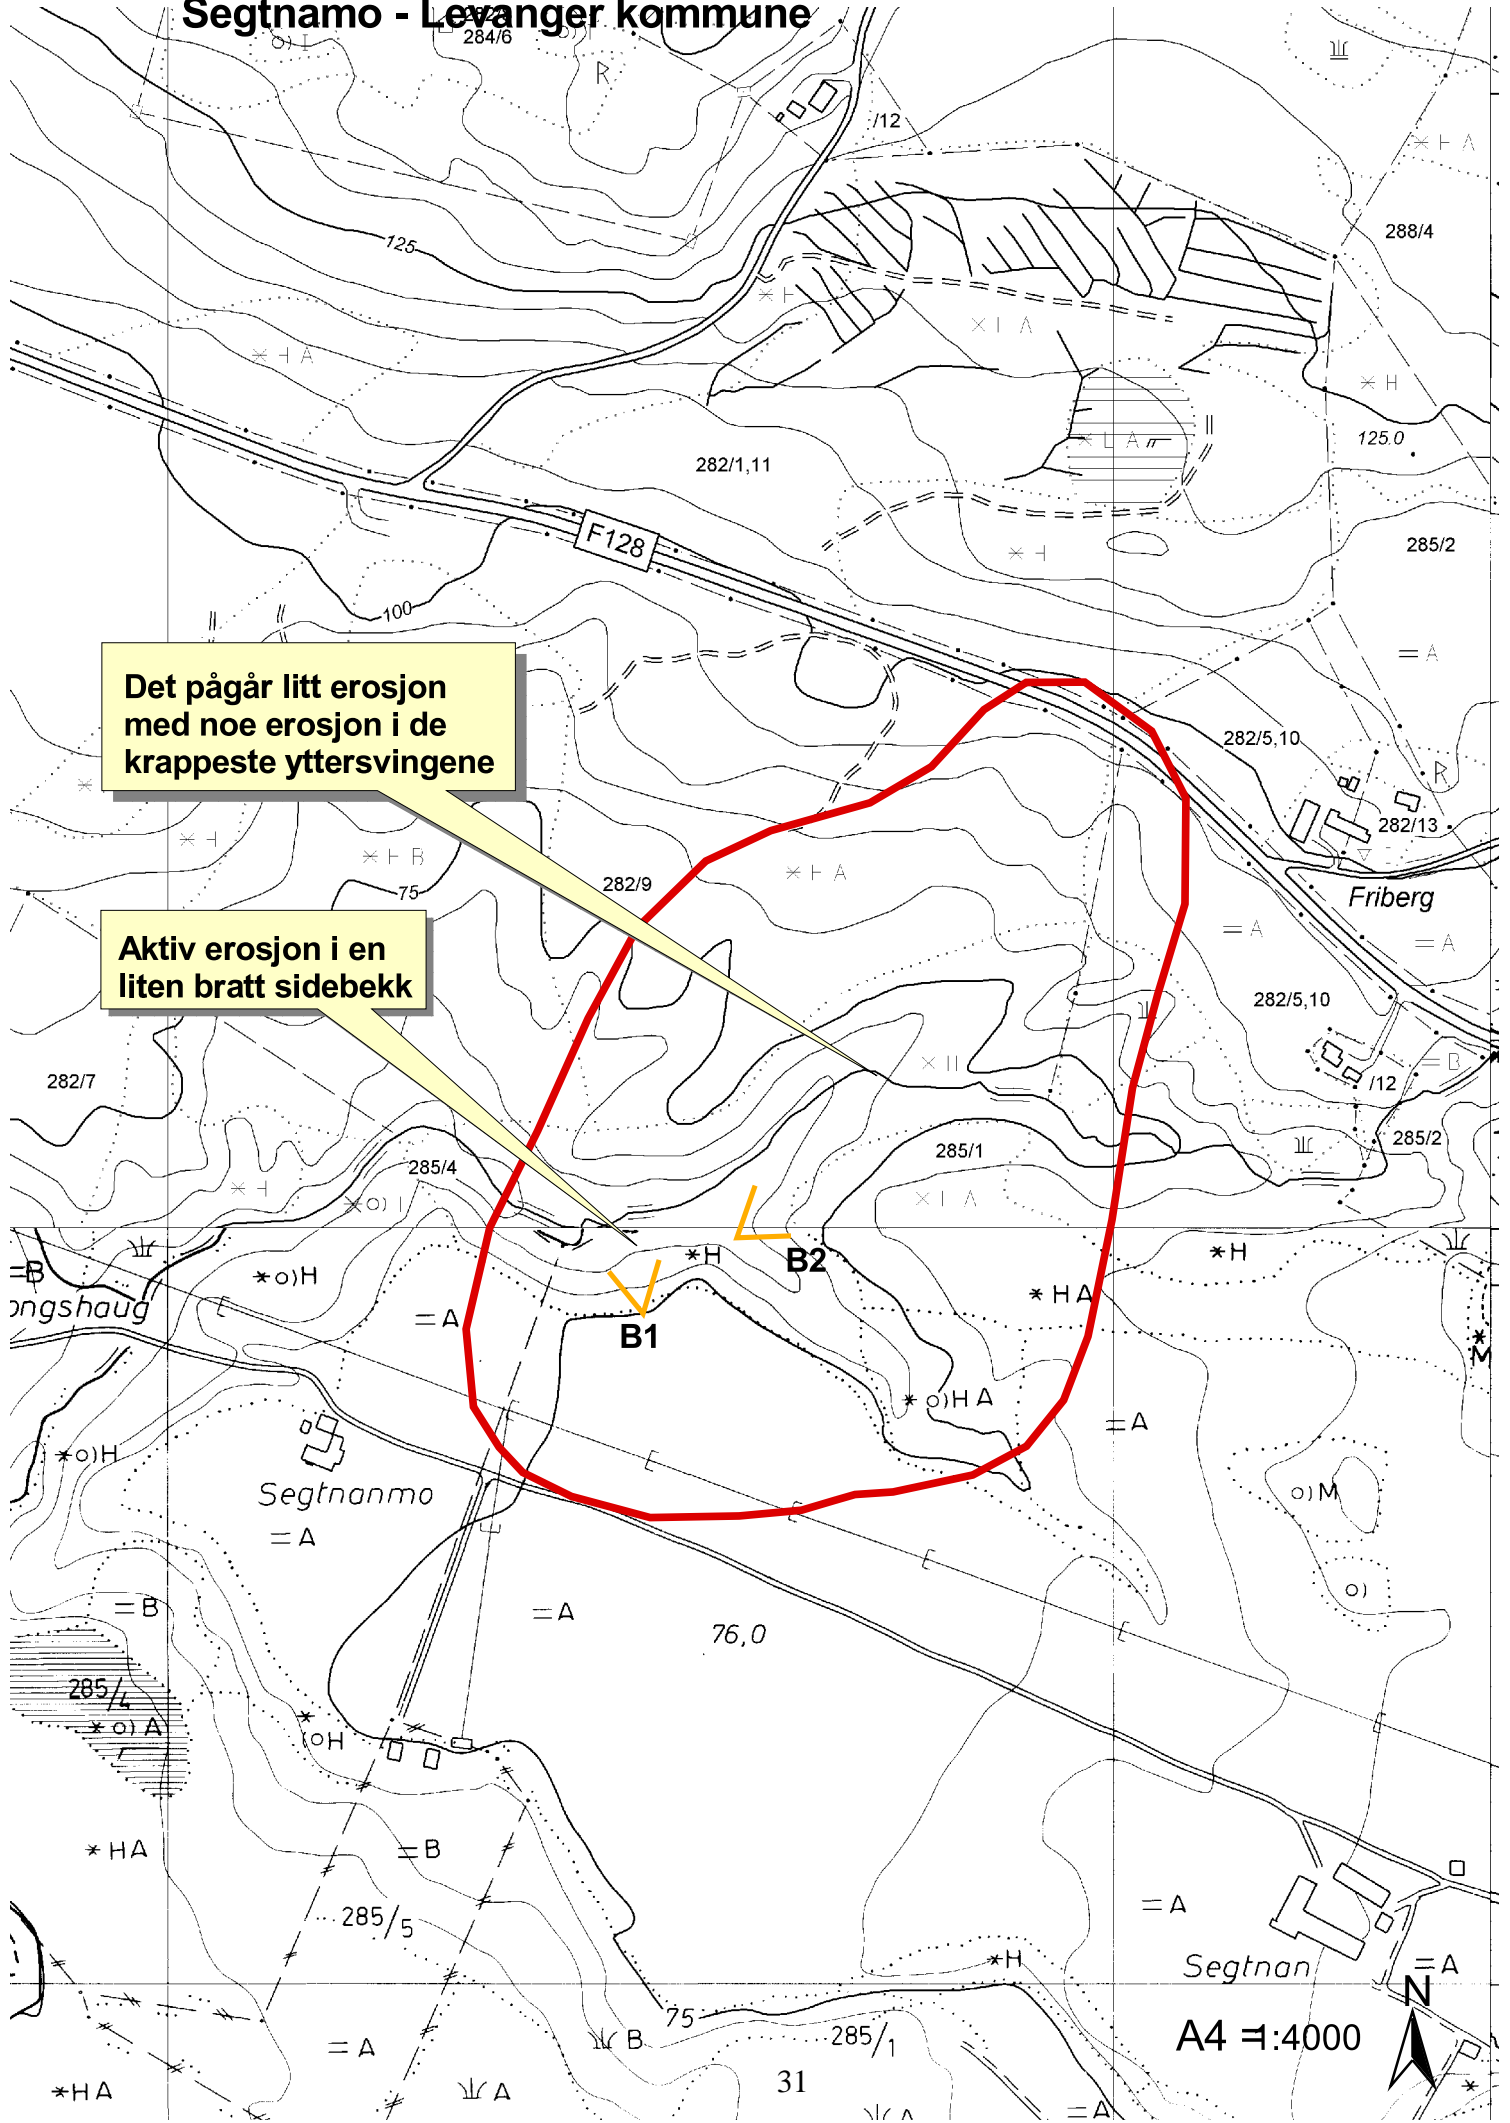 Segtnamo - Levanger kommune
284/6
R
/12
288/4
125
A
A
H
125.0
282/1,11
F128
285/2
100
A
Det pågår litt erosjon
med noe erosjon i de
krappeste yttersvingene
282/5,10
R
282/13
B
75
282/9
A
Friberg
A
A
Aktiv erosjon i en
liten bratt sidebekk
282/5,10
282/7
B
/12
285/2
285/4
285/1
A
H
B2
H
B
H
ongshaug
A
H A
B1
M
H A
A
H
Segtnanmo
M
A
B
A
76,0
285/4
A
H
H A
B
A
285/5
H
Segtnan
A
N
75
285/1
B
A
A4 =1:4000
H A
A
31
A
A